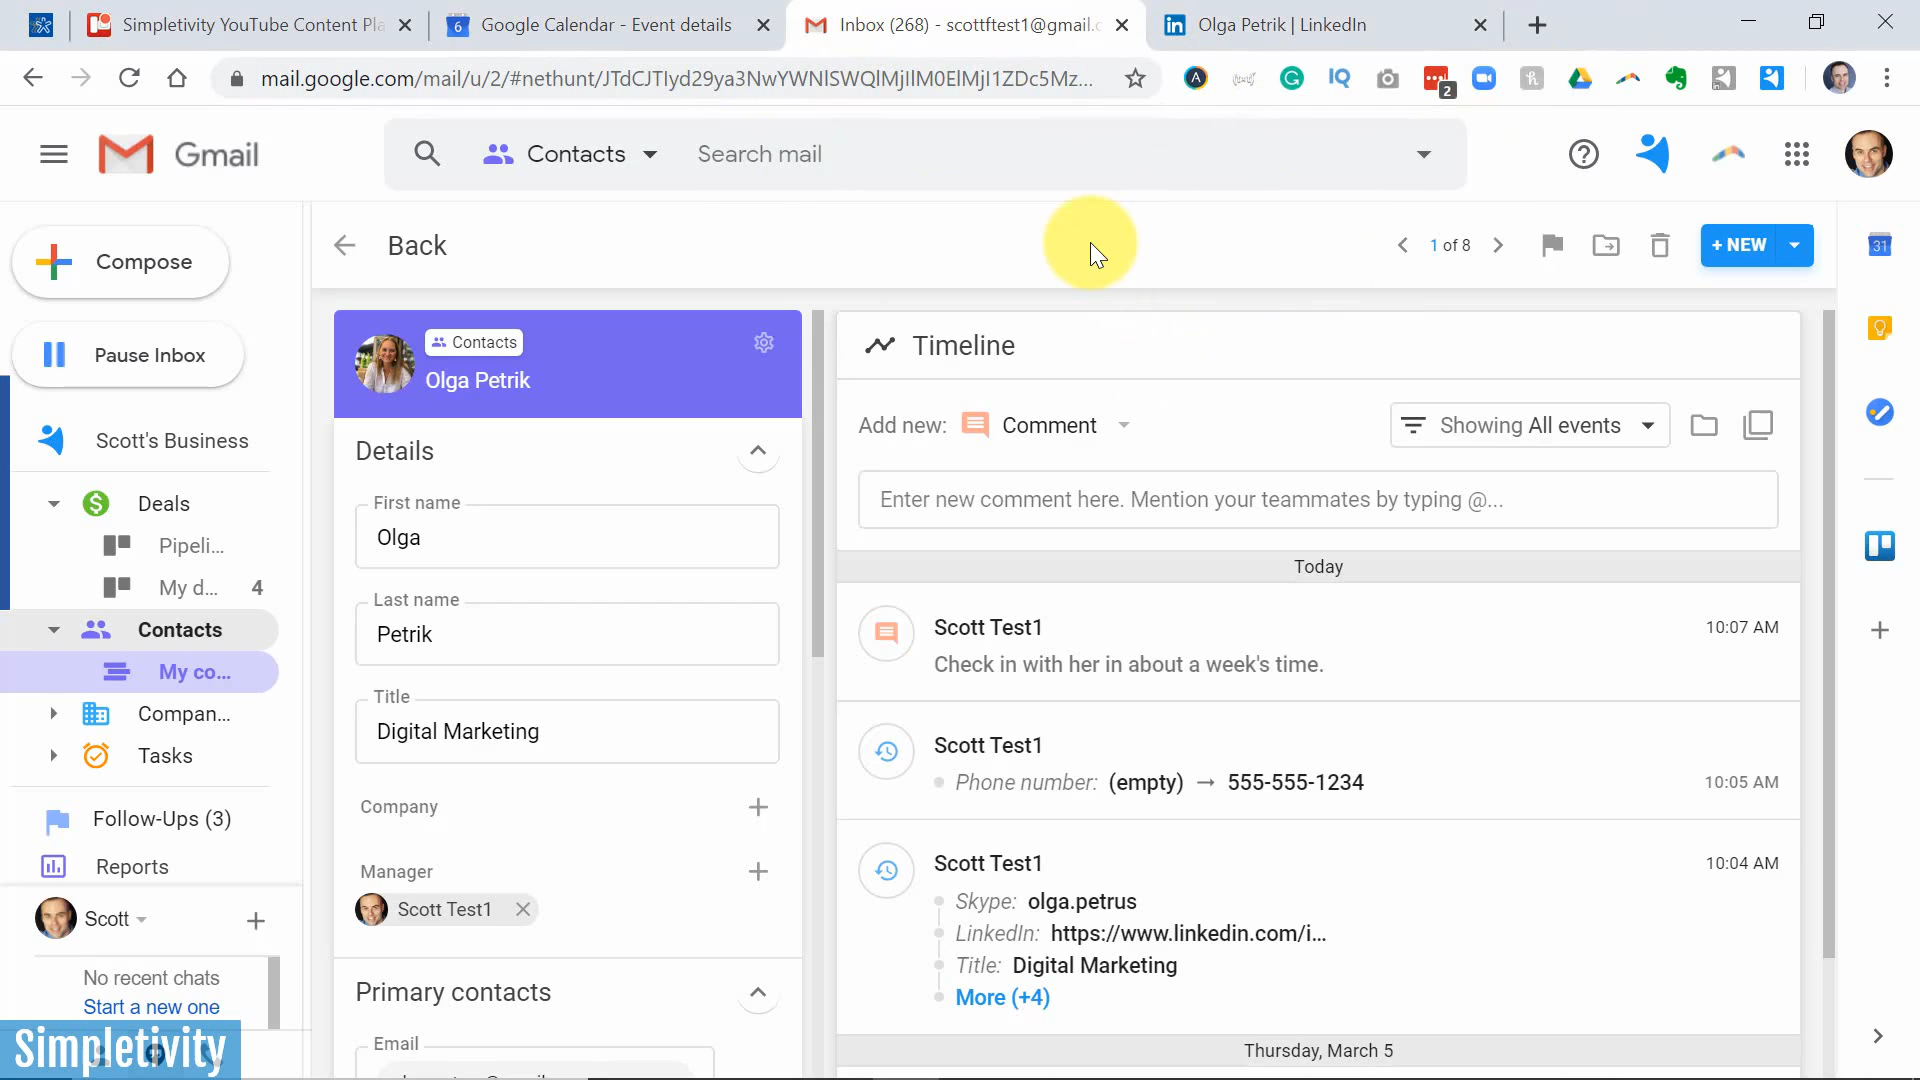 Simpletivity YouTube Content Pla
Google Calendar - Event details
Inbox (268) - scottftest1@gmail.c
Olga Petrik | LinkedIn
mail.google.com/mail/u/2/#nethunt/
2
Gmail
Contacts
Search mail
Compose
Back
1 of 8
+ NEW
31
Pause Inbox
Contacts
Olga Petrik
Timeline
Scott's Business
Details
Add new: Comment
Showing All events
First name
Olga
Enter new comment here. Mention your teammates by typing @...
Deals
Pipeli...
My d... 4
Contacts
My co...
Compan...
Tasks
Follow-Ups (3)
Reports
Last name
Petrik
Title
Digital Marketing
Company
Manager
Scott Test1
Primary contacts
Email
Today
Scott Test1
10:07 AM
Check in with her in about a week's time.
Scott Test1
Phone number: (empty) → 555-555-1234
10:05 AM
Scott Test1
10:04 AM
Skype: olga.petrus
LinkedIn: https://www.linkedin.com/i...
Title: Digital Marketing
More (+4)
Thursday, March 5
Scott
No recent chats
Start a new one
Simpletivity